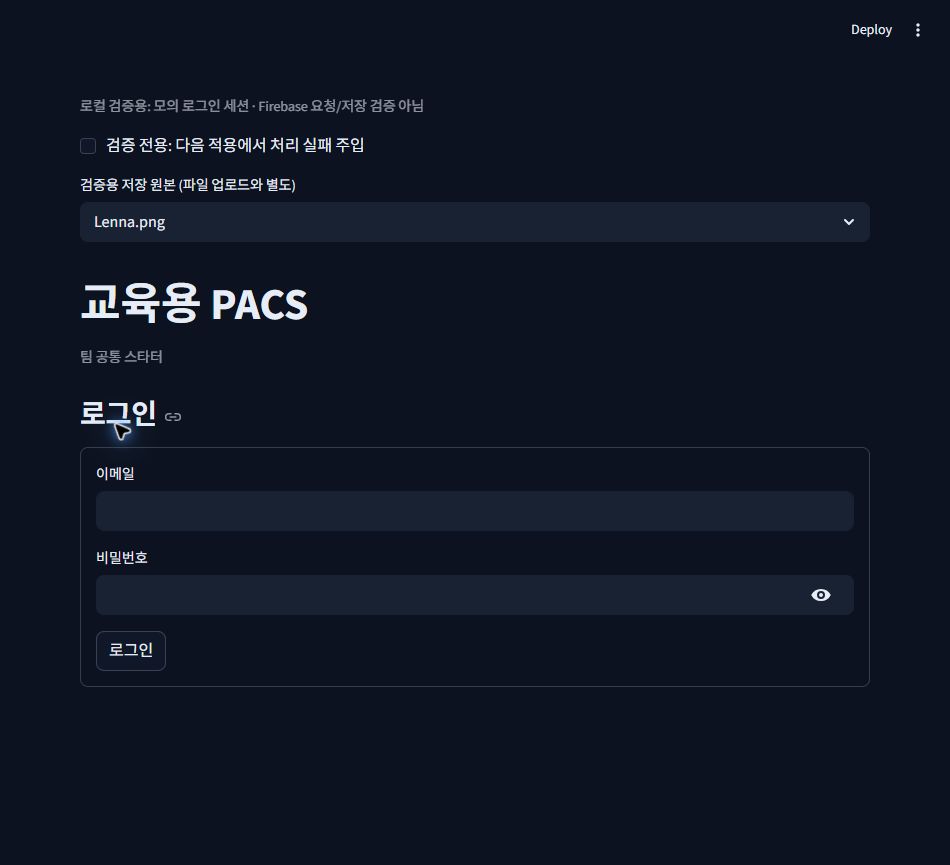 Deploy
로컬 검증용: 모의 로그인 세션 · Firebase 요청/저장 검증 아님
검증 전용: 다음 적용에서 처리 실패 주입
검증용 저장 원본 (파일 업로드와 별도)
Lenna.png
교육용 PACS
팀 공통 스타터
로그인
이메일
비밀번호
로그인